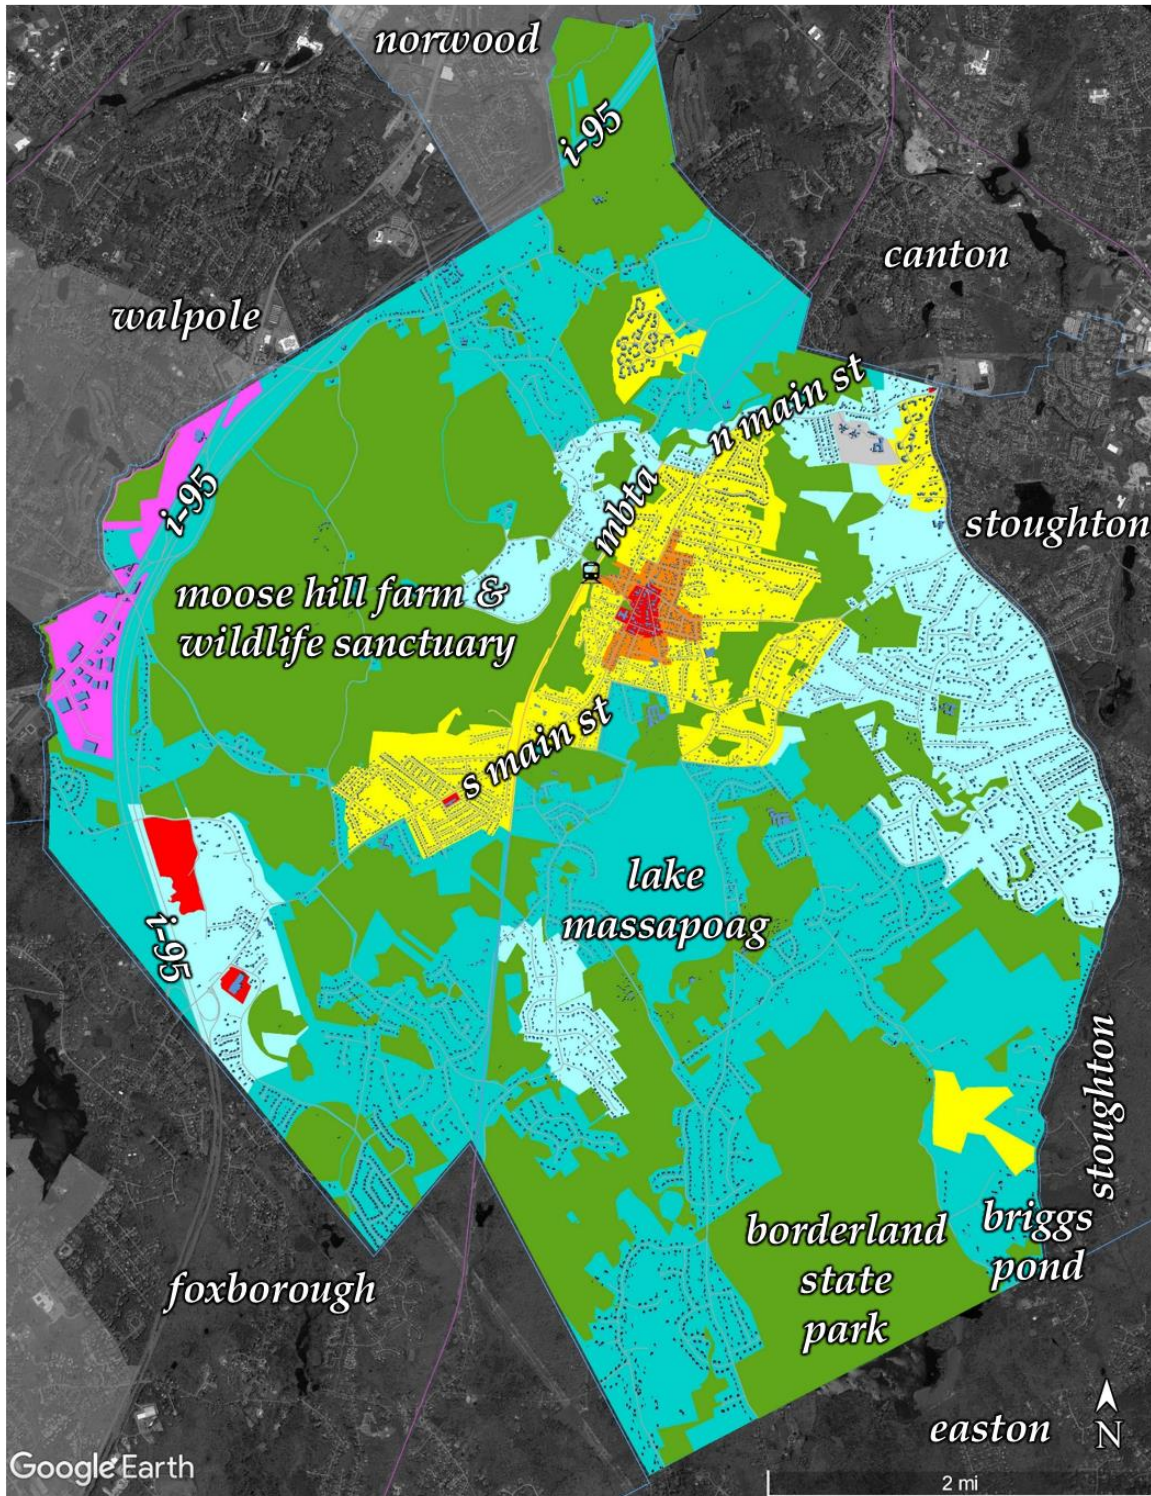 norwood
i-95
canton
walpole
n main st
mbta
i-95
stoughton
moose hill farm &
wildlife sanctuary
s main st
lake
massapoag
i-95
stoughton
briggs
pond
borderland
state
park
foxborough
easton
N
Google Earth
2 mi